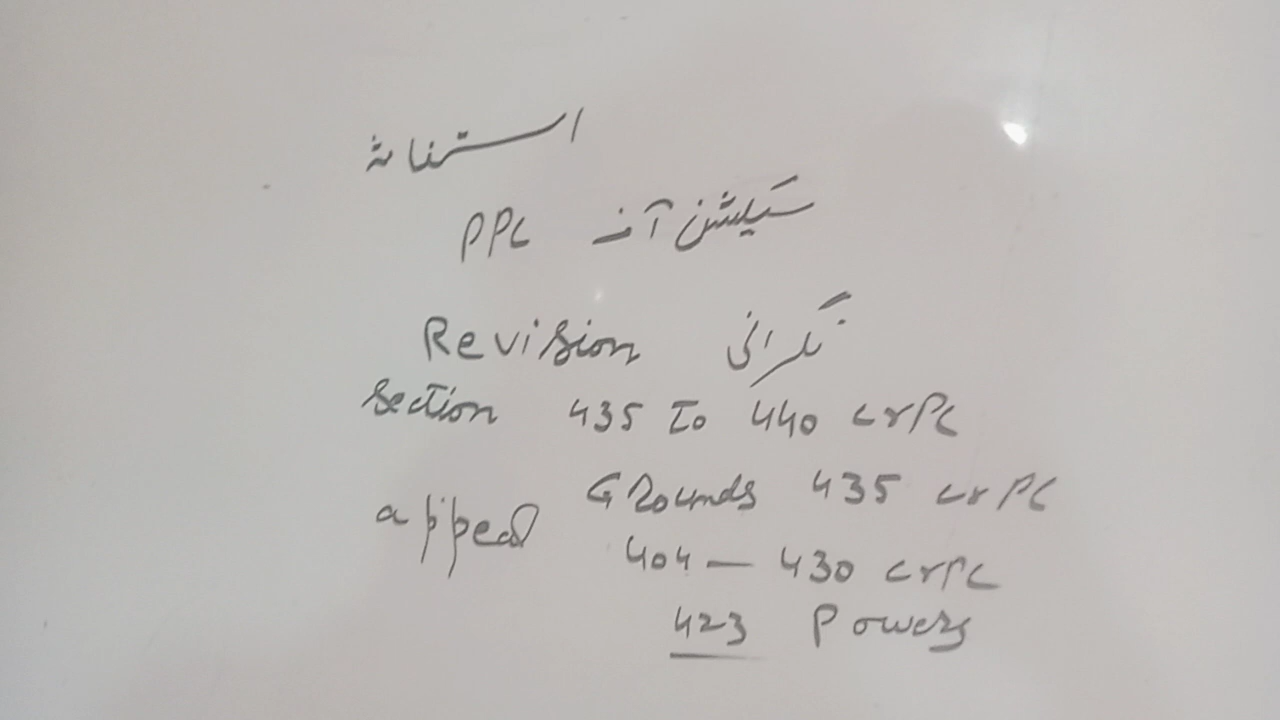 استغاثہ
سیکشن آف PPC
Revision نگرانی
Section 435 To 440 CrPC
Grounds 435 CrPC
appeal
404 — 430 CrPC
423 Powers